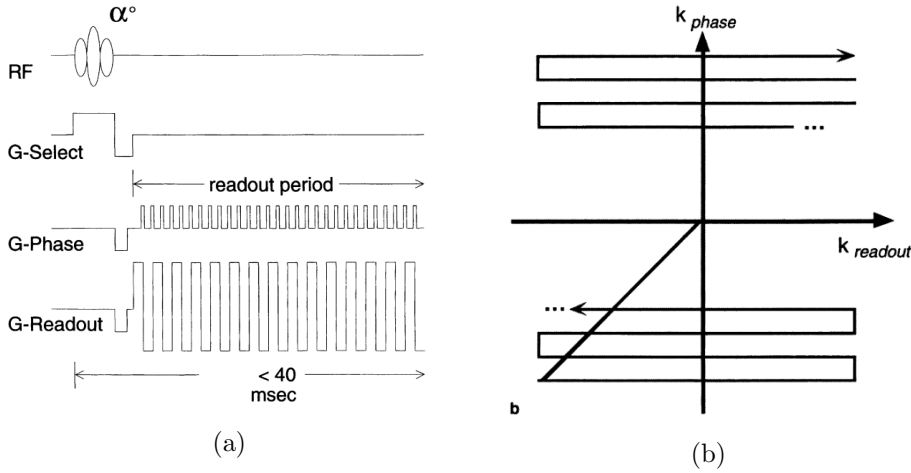 α°
RF
G-Select
readout period
G-Phase
G-Readout
< 40
msec
(a)
k phase
...
k readout
...
b
(b)